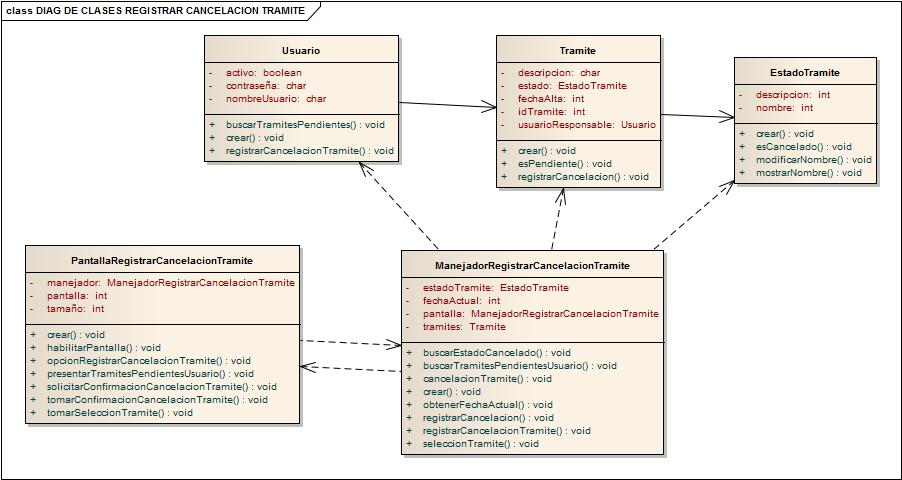 class DIAG DE CLASES REGISTRAR CANCELACION TRAMITE
Usuario
- activo: boolean
- contraseña: char
- nombreUsuario: char
+ buscarTramitesPendientes() : void
+ crear() : void
+ registrarCancelacionTramite() : void
Tramite
- descripcion: char
- estado: EstadoTramite
- fechaAlta: int
- idTramite: int
- usuarioResponsable: Usuario
+ crear() : void
+ esPendiente() : void
+ registrarCancelacion() : void
EstadoTramite
- descripcion: int
- nombre: int
+ crear() : void
+ esCancelado() : void
+ modificarNombre() : void
+ mostrarNombre() : void
PantallaRegistrarCancelacionTramite
- manejador: ManejadorRegistrarCancelacionTramite
- pantalla: int
- tamaño: int
+ crear() : void
+ habilitarPantalla() : void
+ opcionRegistrarCancelacionTramite() : void
+ presentarTramitesPendientesUsuario() : void
+ solicitarConfirmacionCancelacionTramite() : void
+ tomarConfirmacionCancelacionTramite() : void
+ tomarSeleccionTramite() : void
ManejadorRegistrarCancelacionTramite
- estadoTramite: EstadoTramite
- fechaActual: int
- pantalla: ManejadorRegistrarCancelacionTramite
- tramites: Tramite
+ buscarEstadoCancelado() : void
+ buscarTramitesPendientesUsuario() : void
+ cancelacionTramite() : void
+ crear() : void
+ obtenerFechaActual() : void
+ registrarCancelacion() : void
+ registrarCancelacionTramite() : void
+ seleccionTramite() : void